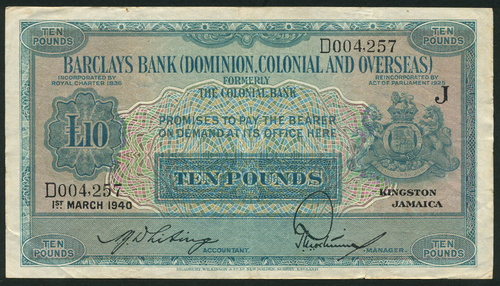 TEN POUNDS
TEN POUNDS
D004,257
BARCLAYS BANK (DOMINION, COLONIAL AND OVERSEAS)
INCORPORATED BY
ROYAL CHARTER 1836
FORMERLY
THE COLONIAL BANK
REINCORPORATED BY
ACT OF PARLIAMENT 1925
J
£10
PROMISES TO PAY THE BEARER
ON DEMAND AT ITS OFFICE HERE
TEN POUNDS
D004,257
1ST MARCH 1940
KINGSTON
JAMAICA
ACCOUNTANT.
MANAGER.
TEN POUNDS
TEN POUNDS